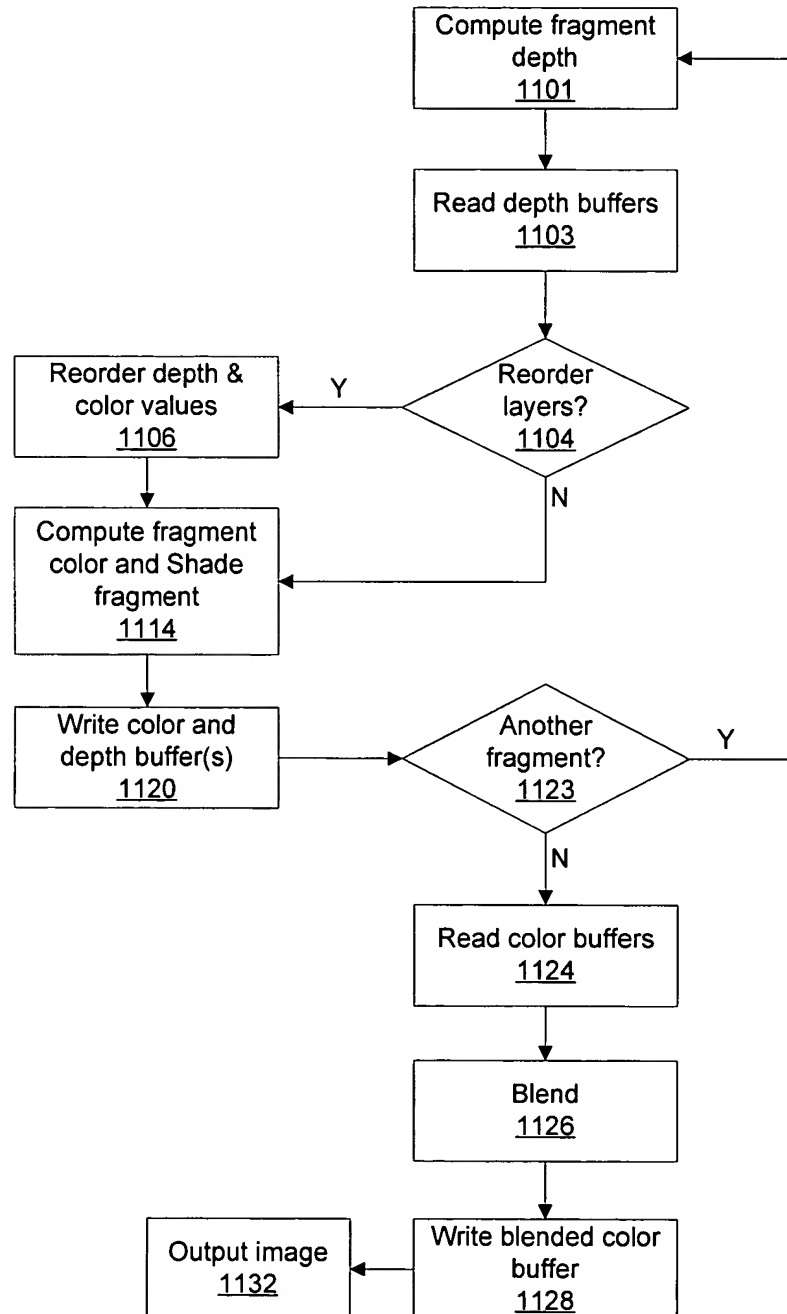 Compute fragment
depth
1101
Read depth buffers
1103
Reorder
layers?
1104
Y
N
Reorder depth &
color values
1106
Compute fragment
color and Shade
fragment
1114
Write color and
depth buffer(s)
1120
Another
fragment?
1123
Y
N
Read color buffers
1124
Blend
1126
Write blended color
buffer
1128
Output image
1132